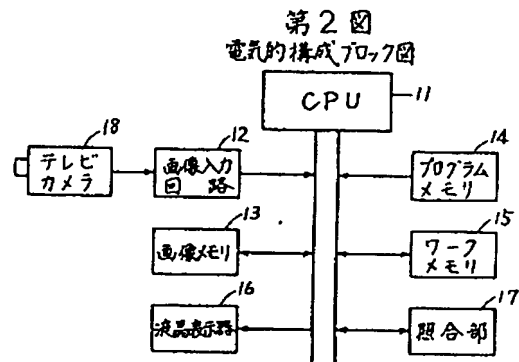 第2図
電気的構成ブロック図
CPU
11
18
テレビ
カメラ
12
画像入力
回路
14
プログラム
メモリ
13
画像メモリ
15
ワーク
メモリ
16
液晶表示器
17
照合部